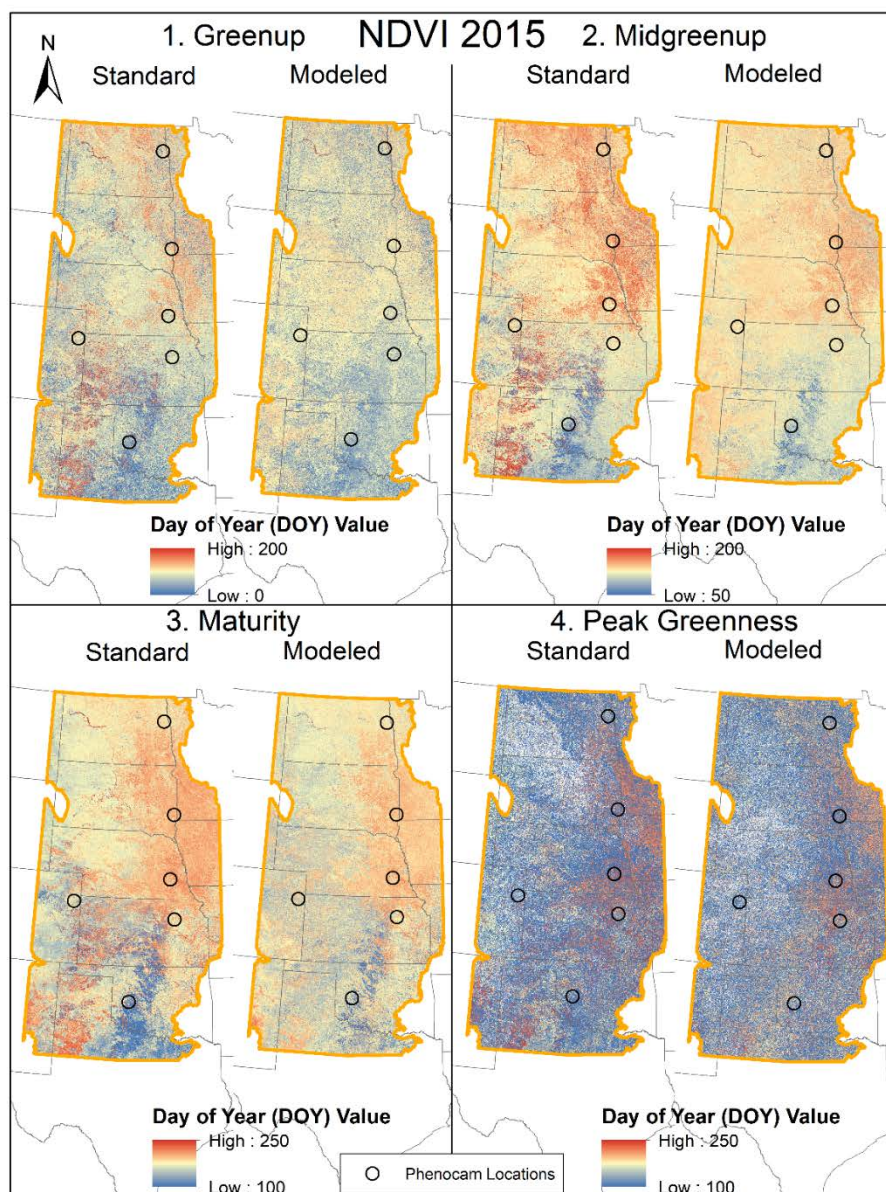 NDVI 2015
N
1. Greenup
Standard Modeled
Day of Year (DOY) Value
High : 200
Low : 0
2. Midgreenup
Standard Modeled
Day of Year (DOY) Value
High : 200
Low : 50
3. Maturity
Standard Modeled
Day of Year (DOY) Value
High : 250
Low : 100
4. Peak Greenness
Standard Modeled
Day of Year (DOY) Value
High : 250
Low : 100
Phenocam Locations